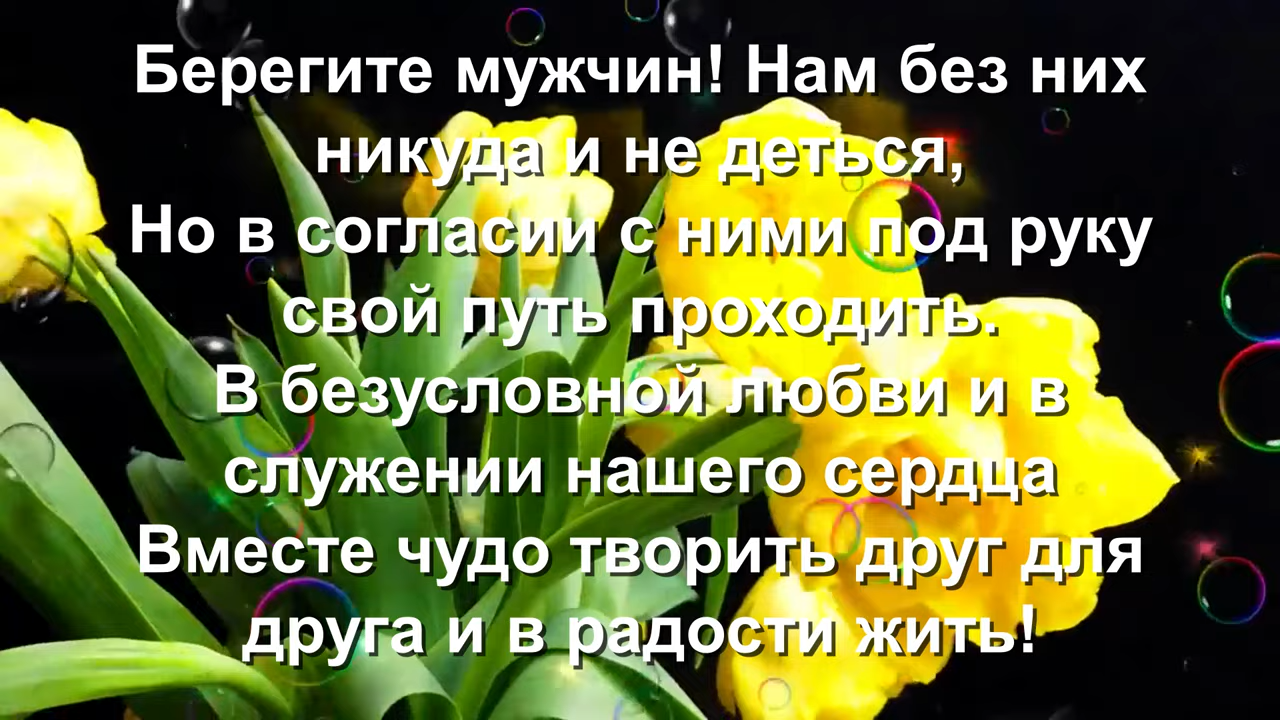 Берегите мужчин! Нам без них
никуда и не деться,
Но в согласии с ними под руку
свой путь проходить.
В безусловной любви и в
служении нашего сердца
Вместе чудо творить друг для
друга и в радости жить!